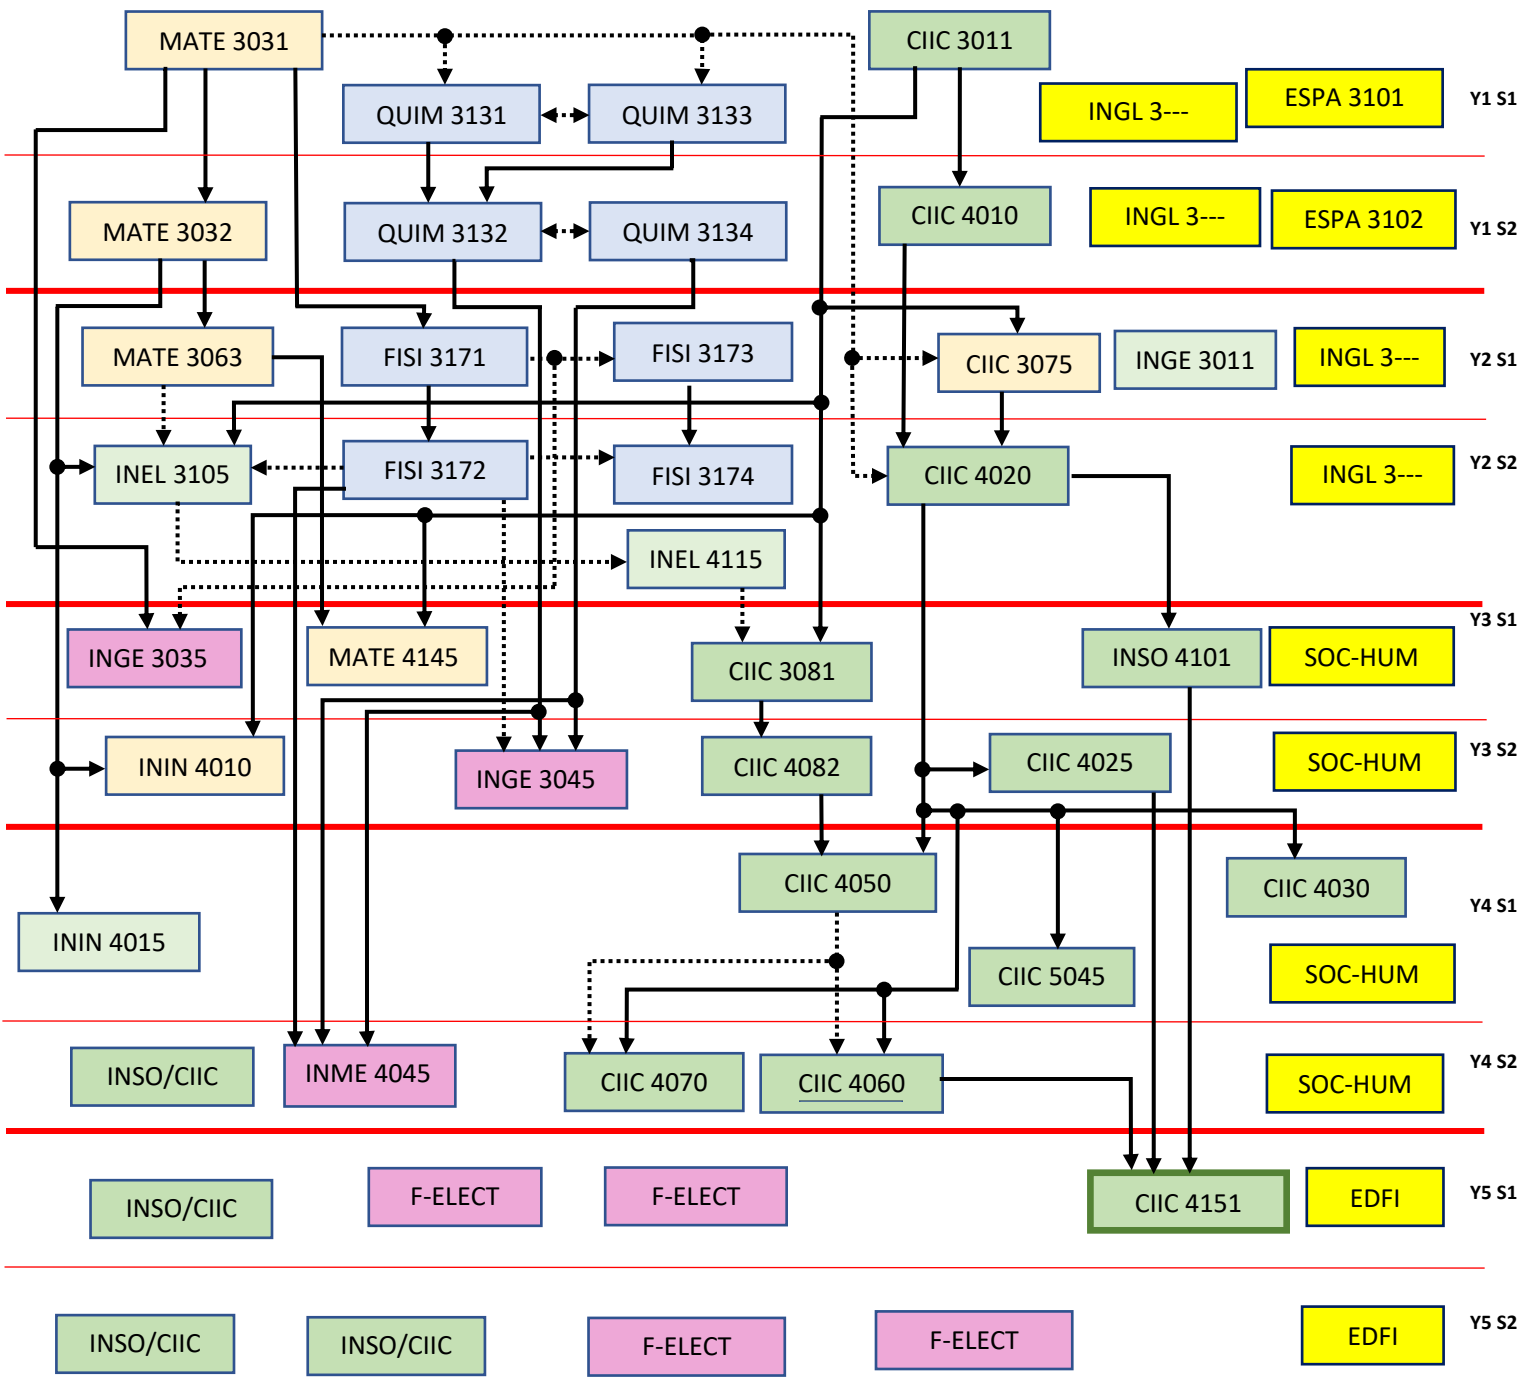 MATE 3031
CIIC 3011
QUIM 3131
QUIM 3133
INGL 3---
ESPA 3101
Y1 S1
MATE 3032
QUIM 3132
QUIM 3134
CIIC 4010
INGL 3---
ESPA 3102
Y1 S2
MATE 3063
FISI 3171
FISI 3173
CIIC 3075
INGE 3011
INGL 3---
Y2 S1
INEL 3105
FISI 3172
FISI 3174
CIIC 4020
INGL 3---
Y2 S2
INEL 4115
INGE 3035
MATE 4145
CIIC 3081
INSO 4101
SOC-HUM
Y3 S1
ININ 4010
INGE 3045
CIIC 4082
CIIC 4025
SOC-HUM
Y3 S2
CIIC 4050
CIIC 4030
Y4 S1
ININ 4015
CIIC 5045
SOC-HUM
INSO/CIIC
INME 4045
CIIC 4070
CIIC 4060
SOC-HUM
Y4 S2
INSO/CIIC
F-ELECT
F-ELECT
CIIC 4151
EDFI
Y5 S1
INSO/CIIC
INSO/CIIC
F-ELECT
F-ELECT
EDFI
Y5 S2